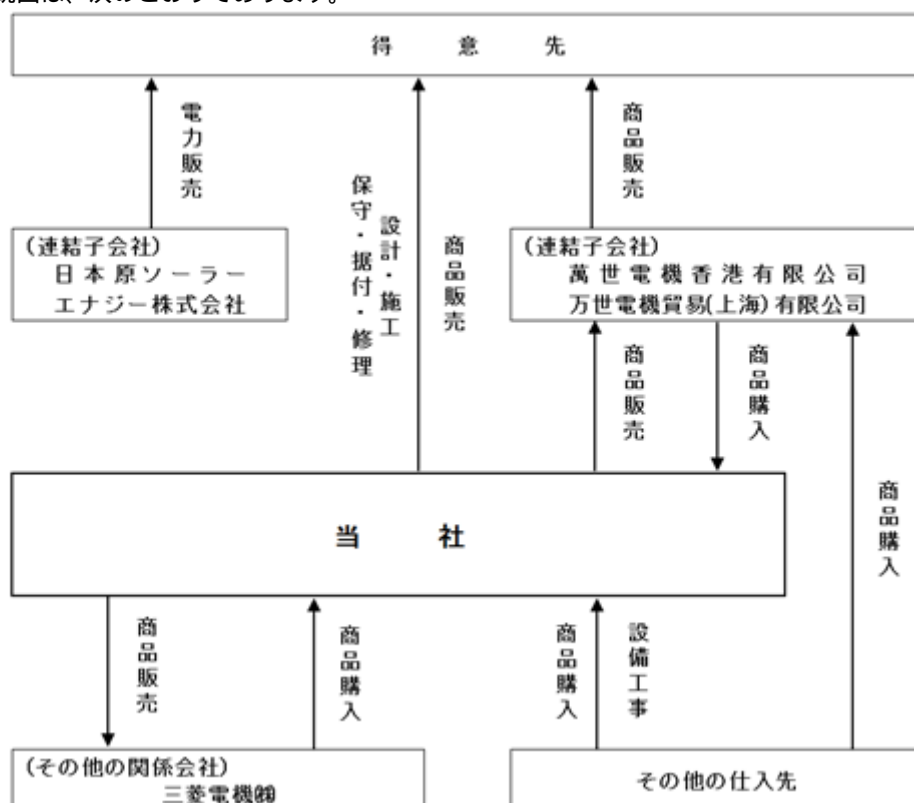 況図は、次のとおりであります。
得意先
電力販売
保守・据付・修理
設計・施工
商品販売
商品販売
(連結子会社)
日本原ソーラー
エナジー株式会社
(連結子会社)
萬世電機香港有限公司
万世電機貿易(上海)有限公司
商品販売
商品購入
商品購入
当社
商品販売
商品購入
商品購入
設備工事
(その他の関係会社)
三菱電機㈱
その他の仕入先